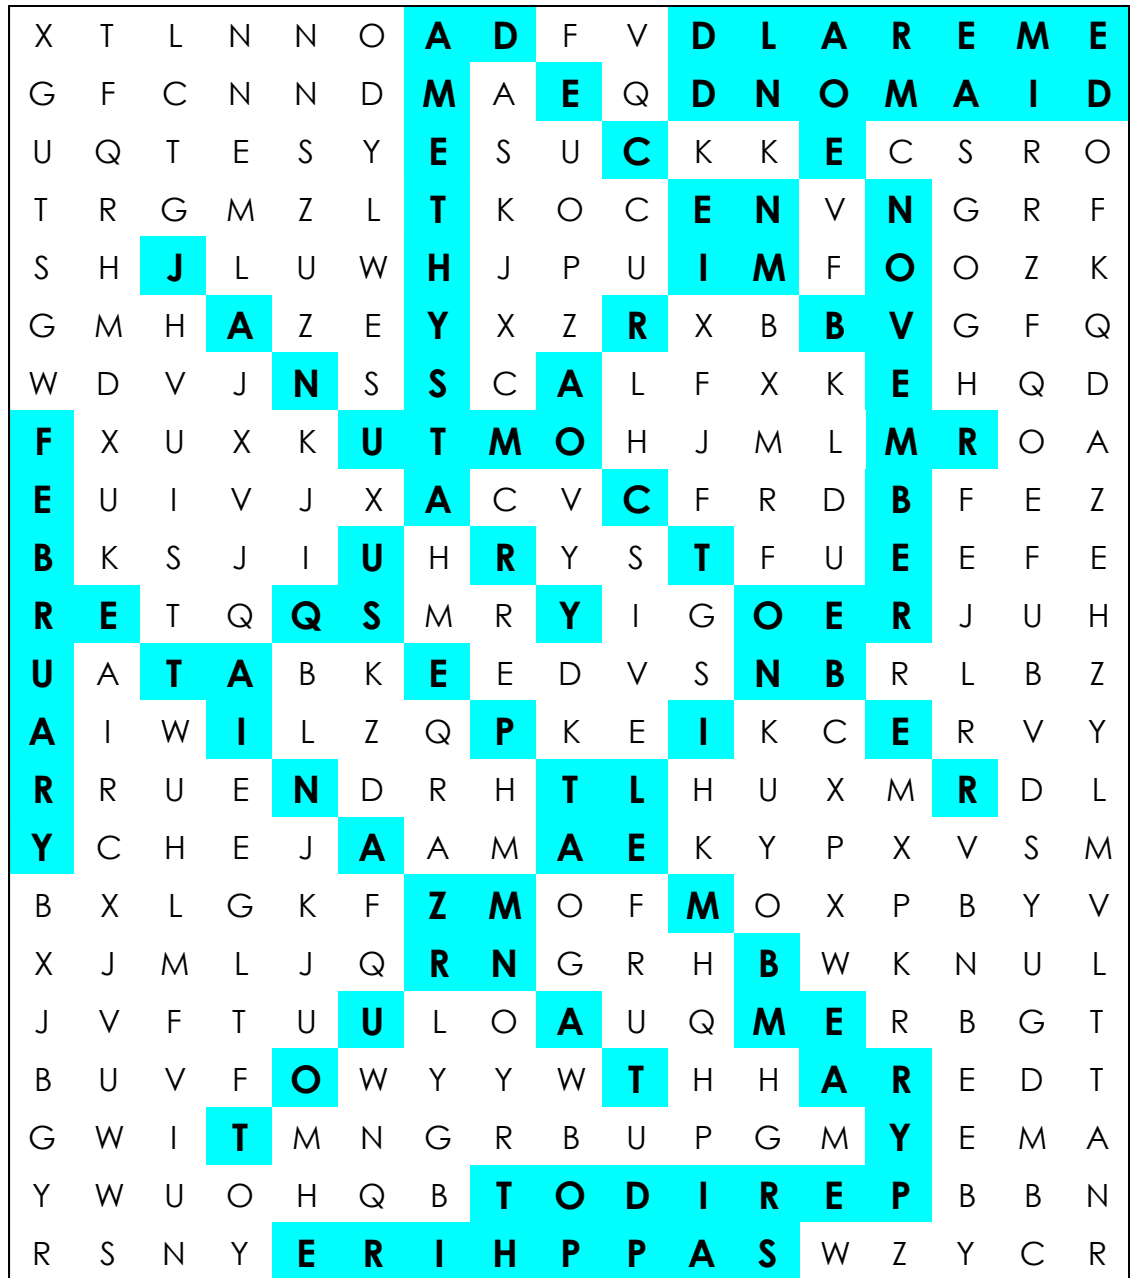 X T L N N O A D F V D L A R E M E
G F C N N D M A E Q D N O M A I D
U Q T E S Y E S U C K K E C S R O
T R G M Z L T K O C E N V N G R F
S H J L U W H J P U I M F O O Z K
G M H A Z E Y X Z R X B B V G F Q
W D V J N S S C A L F X K E H Q D
F X U X K U T M O H J M L M R O A
E U I V J X A C V C F R D B F E Z
B K S J I U H R Y S T F U E E F E
R E T Q Q S M R Y I G O E R J U H
U A T A B K E E D V S N B R L B Z
A I W I L Z Q P K E I K C E R V Y
R R U E N D R H T L H U X M R D L
Y C H E J A A M A E K Y P X V S M
B X L G K F Z M O F M O X P B Y V
X J M L J Q R N G R H B W K N U L
J V F T U U L O A U Q M E R B G T
B U V F O W Y Y W T H H A R E D T
G W I T M N G R B U P G M Y E M A
Y W U O H Q B T O D I R E P B B N
R S N Y E R I H P P A S W Z Y C R